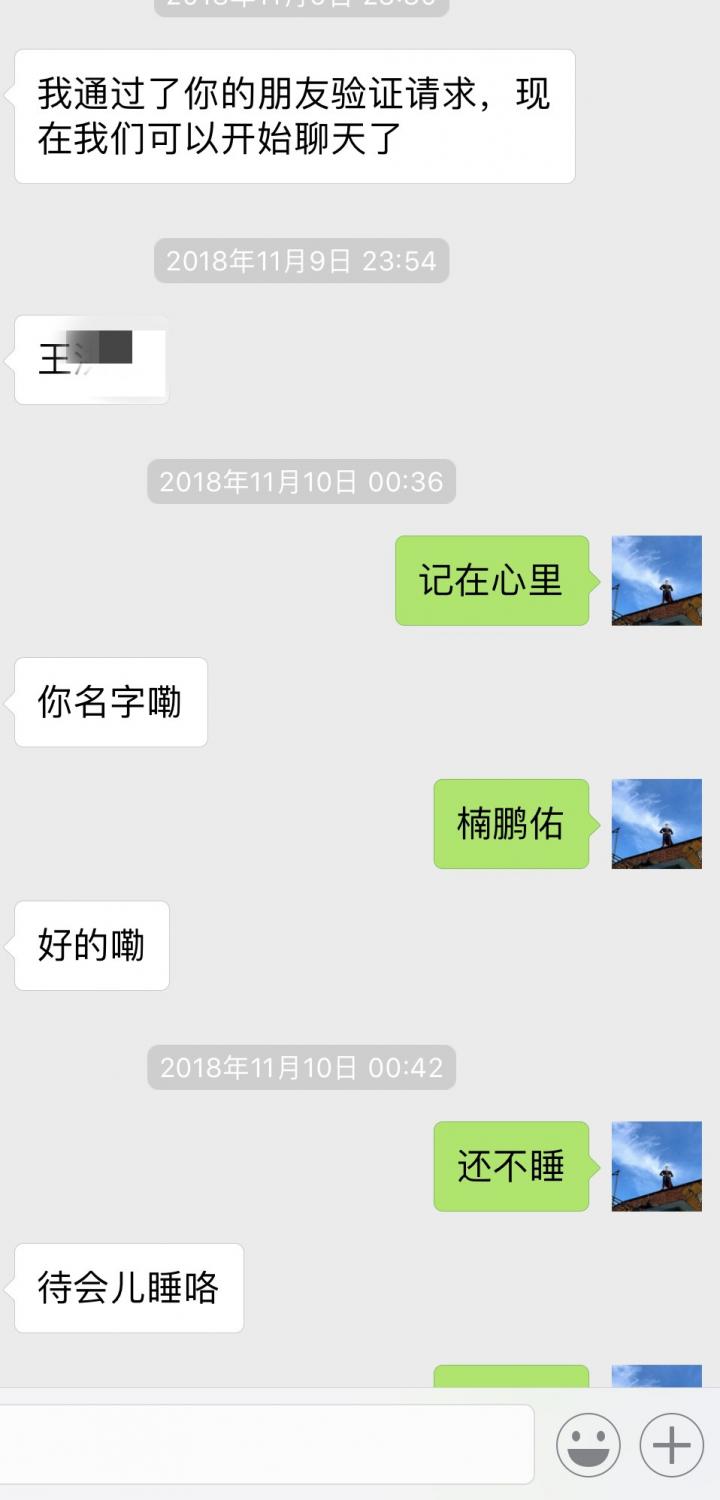 我通过了你的朋友验证请求，现
在我们可以开始聊天了
2018年11月9日 23:54
王
2018年11月10日 00:36
记在心里
你名字嘞
楠鹏佑
好的嘞
2018年11月10日 00:42
还不睡
待会儿睡咯